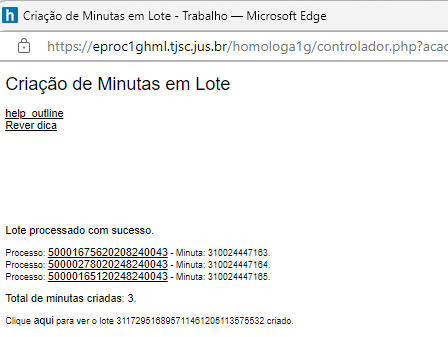 Criação de Minutas em Lote - Trabalho — Microsoft Edge
https://eproc1ghml.tjsc.jus.br/homologa1g/controlador.php?acac
Criação de Minutas em Lote
help_outline
Rever dica
Lote processado com sucesso.
Processo: 50001675620208240043 - Minuta: 310024447163.
Processo: 50000278020248240043 - Minuta: 310024447164.
Processo: 50000165120248240043 - Minuta: 310024447165.
Total de minutas criadas: 3.
Clique aqui para ver o lote 311729516895711461205113575532 criado.